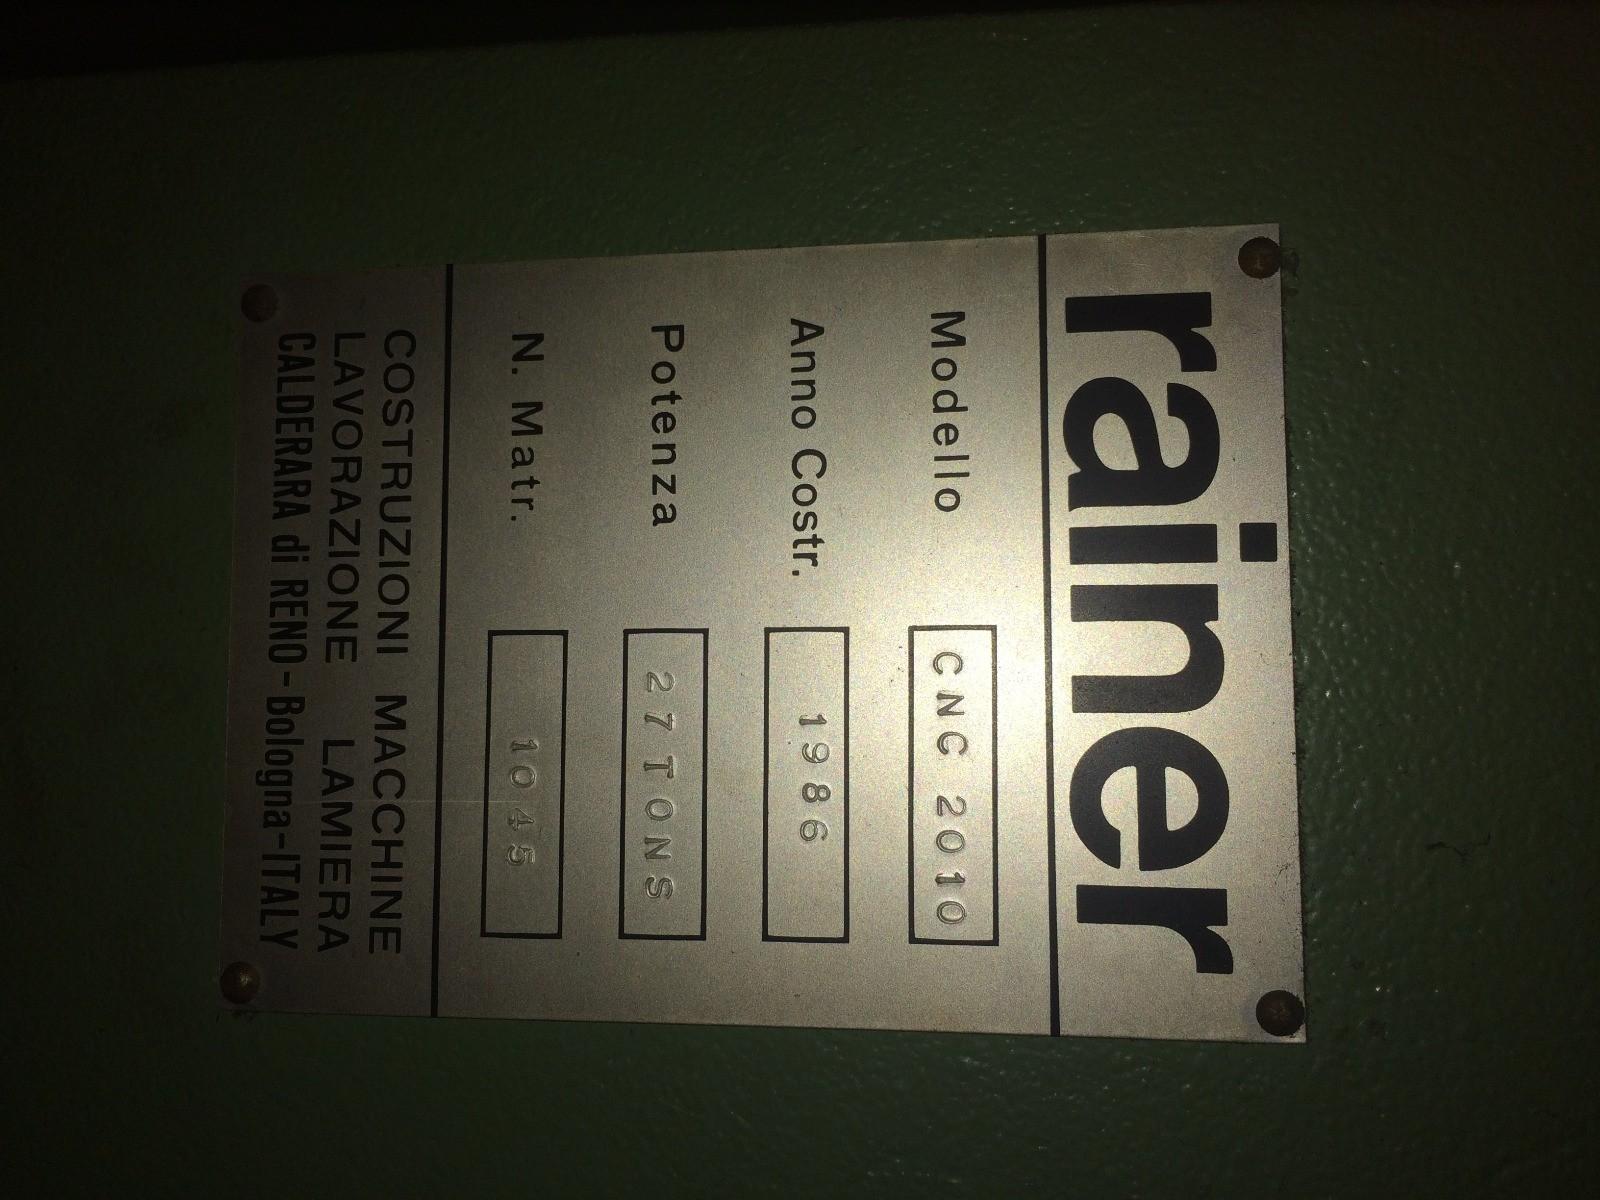 rainer
Modello CNC 2010
Anno Costr. 1986
Potenza 27 TONS
N. Matr. 1045
COSTRUZIONI MACCHINE
LAVORAZIONE LAMIERA
CALDERARA di RENO - Bologna - ITALY